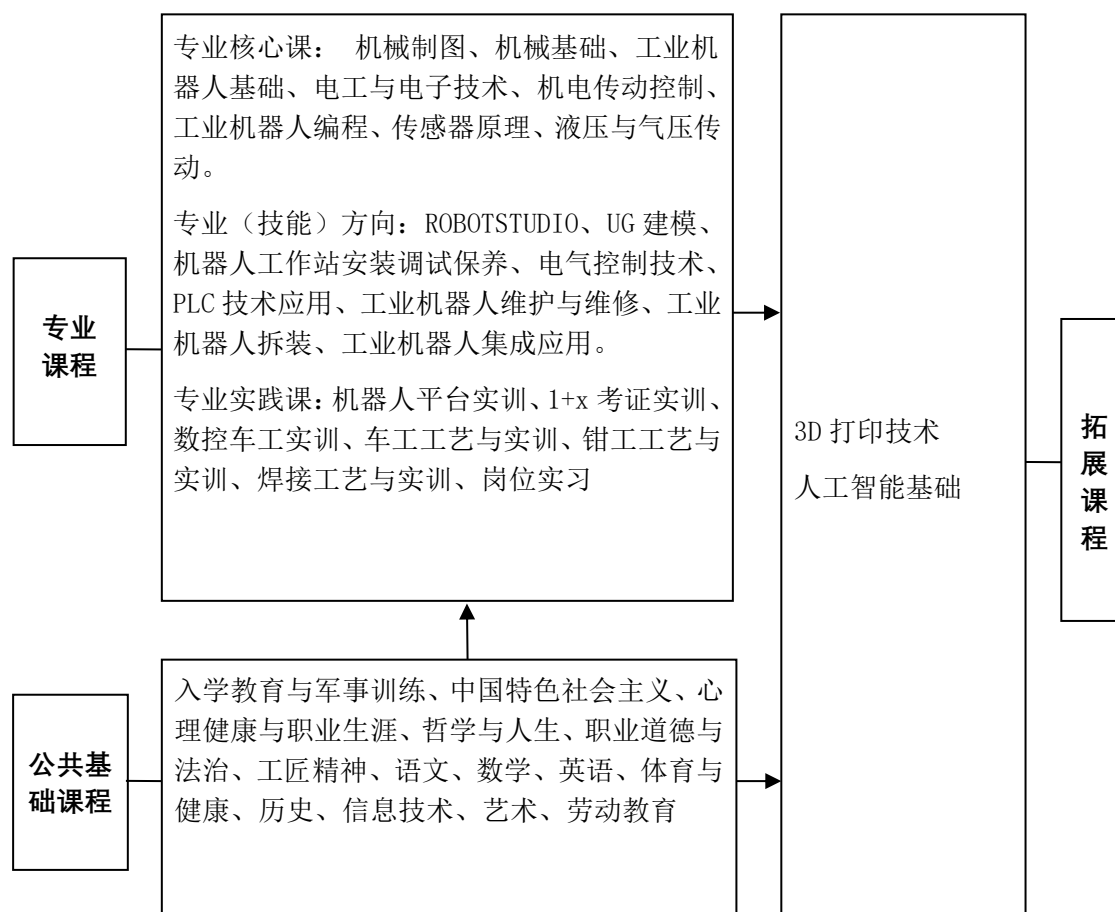 专业核心课： 机械制图、机械基础、工业机
器人基础、电工与电子技术、机电传动控制、
工业机器人编程、传感器原理、液压与气压传
动。
专业（技能）方向：ROBOTSTUDIO、UG 建模、
机器人工作站安装调试保养、电气控制技术、
PLC 技术应用、工业机器人维护与维修、工业
机器人拆装、工业机器人集成应用。
专业实践课：机器人平台实训、1+x 考证实训、
数控车工实训、车工工艺与实训、钳工工艺与
实训、焊接工艺与实训、岗位实习
专业
课程
3D 打印技术
人工智能基础
拓
展
课
程
入学教育与军事训练、中国特色社会主义、心
理健康与职业生涯、哲学与人生、职业道德与
法治、工匠精神、语文、数学、英语、体育与
健康、历史、信息技术、艺术、劳动教育
公共基
础课程